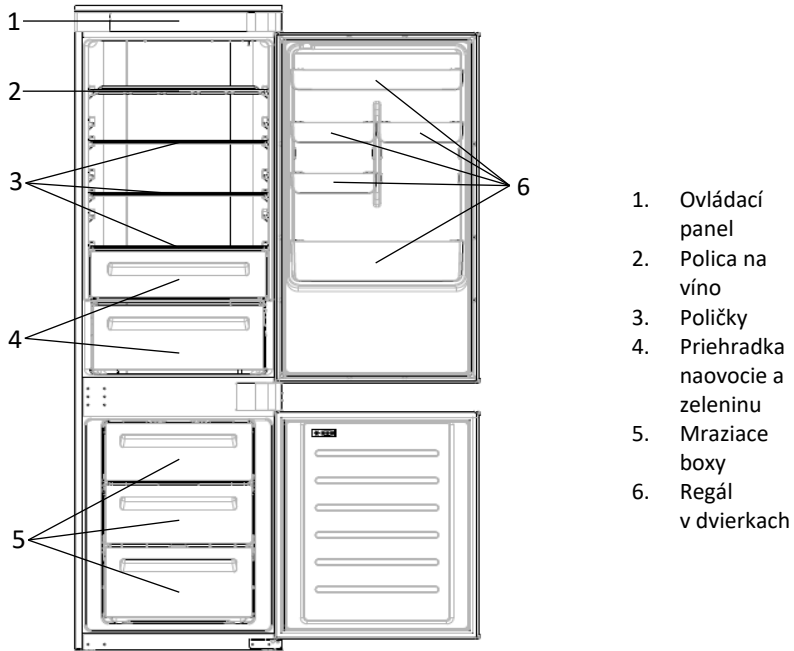 1
2
3
4
5
6
1. Ovládací
panel
2. Polica na
víno
3. Poličky
4. Priehradka
naovocie a
zeleninu
5. Mraziace
boxy
6. Regál
v dvierkach